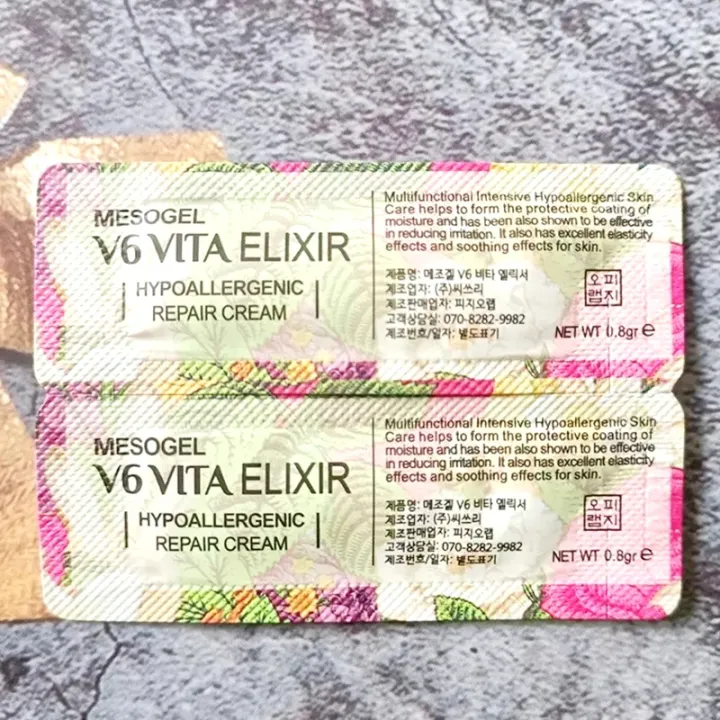 MESOGEL
V6 VITA ELIXIR
HYPOALLERGENIC
REPAIR CREAM
Multifunctional Intensive Hypoallergenic Skin
Care helps to form the protective coating of
moisture and has been also shown to be effective
in reducing irritation. It also has excellent elasticity
effects and soothing effects for skin.
제품명: 메조겔 V6 비타 엘릭서
제조업자: (주)씨쓰리
제조판매업자: 피지오랩
고객상담실: 070-8282-9982
제조번호/일자: 별도표기
오피
랩지
NET WT 0.8gr e
MESOGEL
V6 VITA ELIXIR
HYPOALLERGENIC
REPAIR CREAM
Multifunctional Intensive Hypoallergenic Skin
Care helps to form the protective coating of
moisture and has been also shown to be effective
in reducing irritation. It also has excellent elasticity
effects and soothing effects for skin.
제품명: 메조겔 V6 비타 엘릭서
제조업자: (주)씨쓰리
제조판매업자: 피지오랩
고객상담실: 070-8282-9982
제조번호/일자: 별도표기
오피
랩지
NET WT 0.8gr e